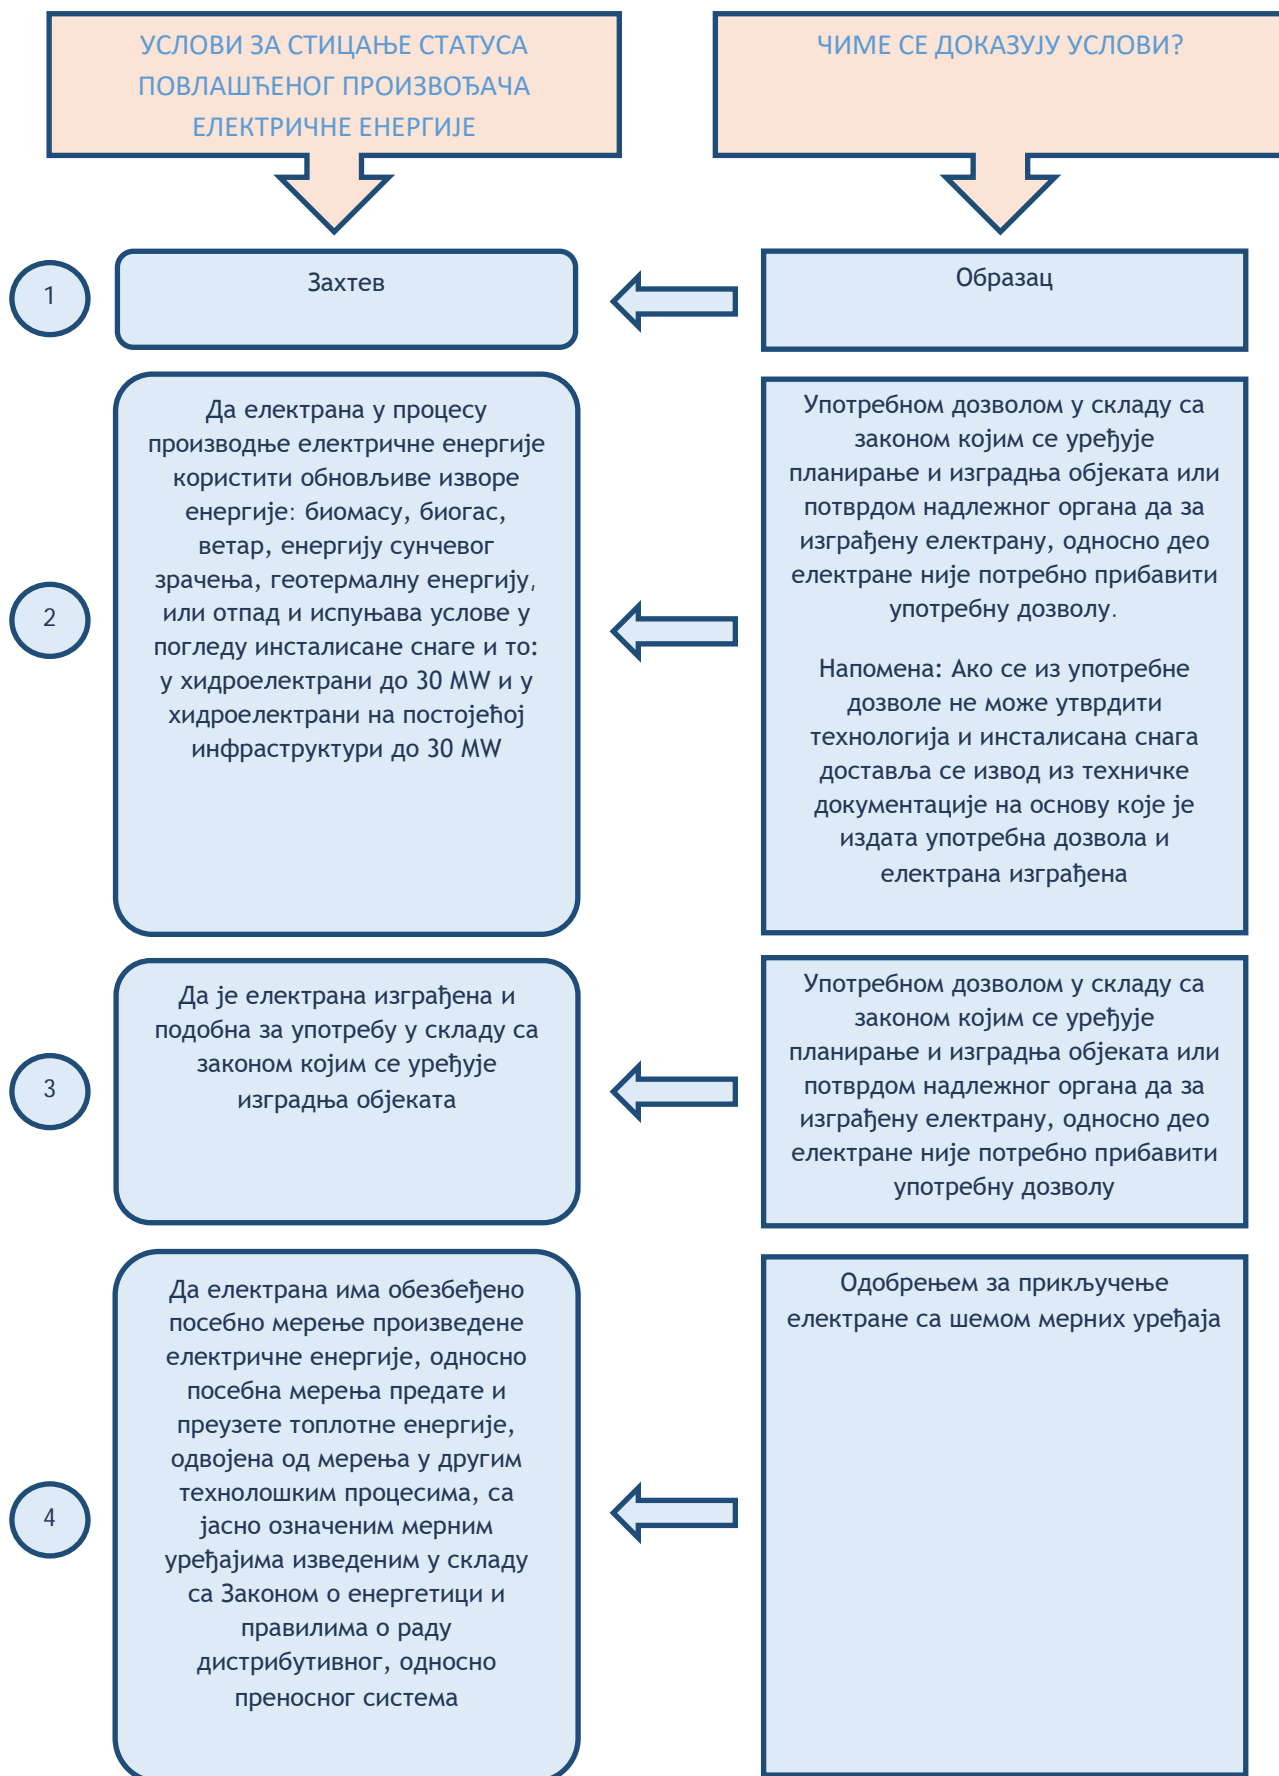 УСЛОВИ ЗА СТИЦАЊЕ СТАТУСА
ПОВЛАШЋЕНОГ ПРОИЗВОЂАЧА
ЕЛЕКТРИЧНЕ ЕНЕРГИЈЕ
ЧИМЕ СЕ ДОКАЗУЈУ УСЛОВИ?
1
Захтев
Образац
2
Да електрана у процесу
производње електричне енергије
користити обновљиве изворе
енергије: биомасу, биогас,
ветар, енергију сунчевог
зрачења, геотермалну енергију,
или отпад и испуњава услове у
погледу инсталисане снаге и то:
у хидроелектрани до 30 MW и у
хидроелектрани на постојећој
инфраструктури до 30 MW
Употребном дозволом у складу са
законом којим се уређује
планирање и изградња објеката или
потврдом надлежног органа да за
изграђену електрану, односно део
електране није потребно прибавити
употребну дозволу.
Напомена: Ако се из употребне
дозволе не може утврдити
технологија и инсталисана снага
доставља се извод из техничке
документације на основу које је
издата употребна дозвола и
електрана изграђена
3
Да је електрана изграђена и
подобна за употребу у складу са
законом којим се уређује
изградња објеката
Употребном дозволом у складу са
законом којим се уређује
планирање и изградња објеката или
потврдом надлежног органа да за
изграђену електрану, односно део
електране није потребно прибавити
употребну дозволу
4
Да електрана има обезбеђено
посебно мерење произведене
електричне енергије, односно
посебна мерења предате и
преузете топлотне енергије,
одвојена од мерења у другим
технолошким процесима, са
јасно означеним мерним
уређајима изведеним у складу
са Законом о енергетици и
правилима о раду
дистрибутивног, односно
преносног система
Одобрењем за прикључење
електране са шемом мерних уређаја